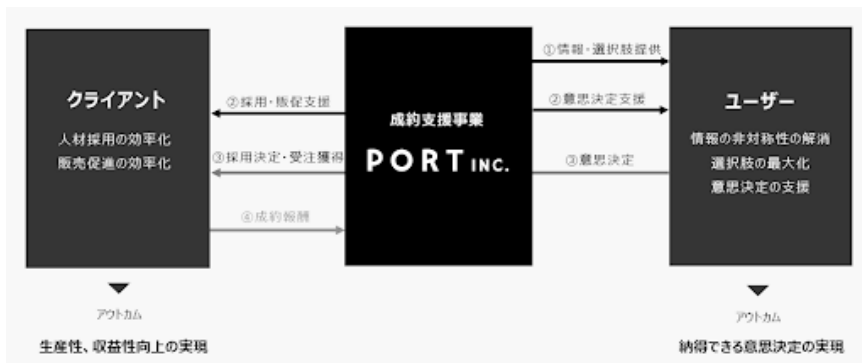 クライアント
人材採用の効率化
販売促進の効率化
②採用・販促支援
③採用決定・受注獲得
④成約報酬
成約支援事業
PORT INC.
①情報・選択肢提供
②意思決定支援
③意思決定
ユーザー
情報の非対称性の解消
選択肢の最大化
意思決定の支援
アウトカム
生産性、収益性向上の実現
アウトカム
納得できる意思決定の実現